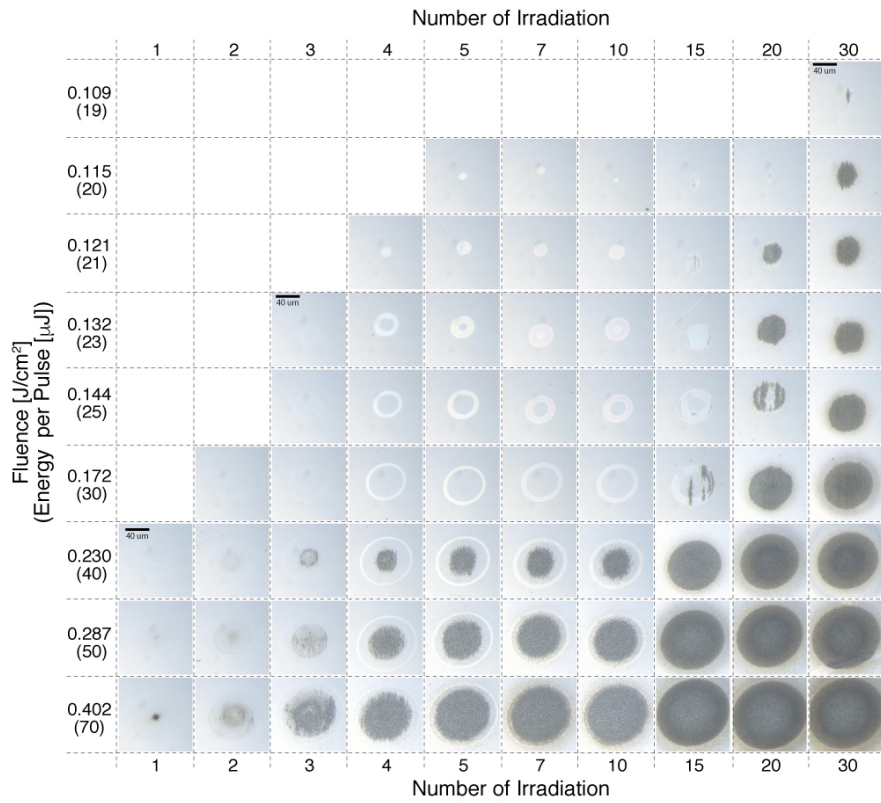 Number of Irradiation
1 2 3 4 5 7 10 15 20 30
Fluence [J/cm²]
(Energy per Pulse [μJ])
0.109
(19)
40 um
0.115
(20)
0.121
(21)
0.132
(23)
40 um
0.144
(25)
0.172
(30)
0.230
(40)
40 um
0.287
(50)
0.402
(70)
1 2 3 4 5 7 10 15 20 30
Number of Irradiation